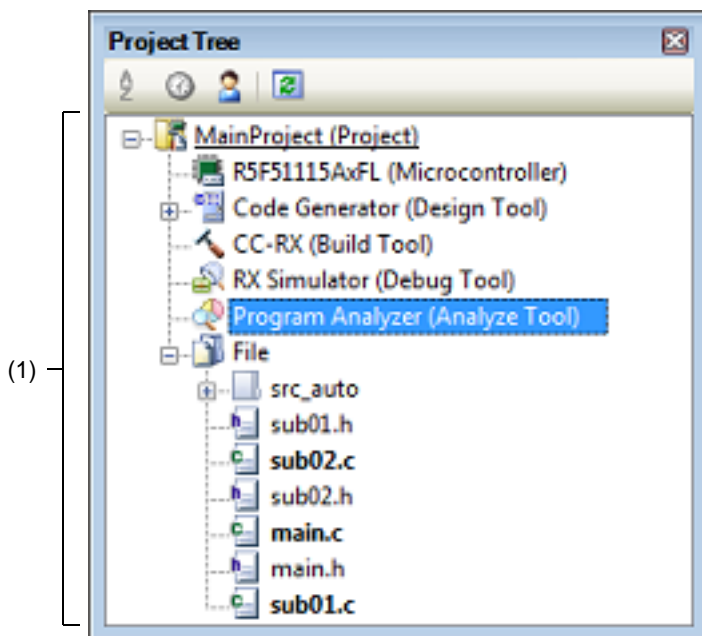 Project Tree
MainProject (Project)
R5F51115AxFL (Microcontroller)
Code Generator (Design Tool)
CC-RX (Build Tool)
RX Simulator (Debug Tool)
Program Analyzer (Analyze Tool)
File
(1)
src_auto
sub01.h
sub02.c
sub02.h
main.c
main.h
sub01.c